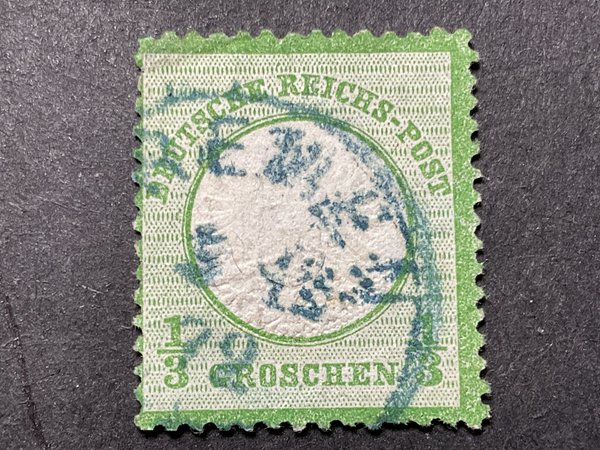 DEUTSCHE REICHS-POST
1/3 GROSCHEN 1/3